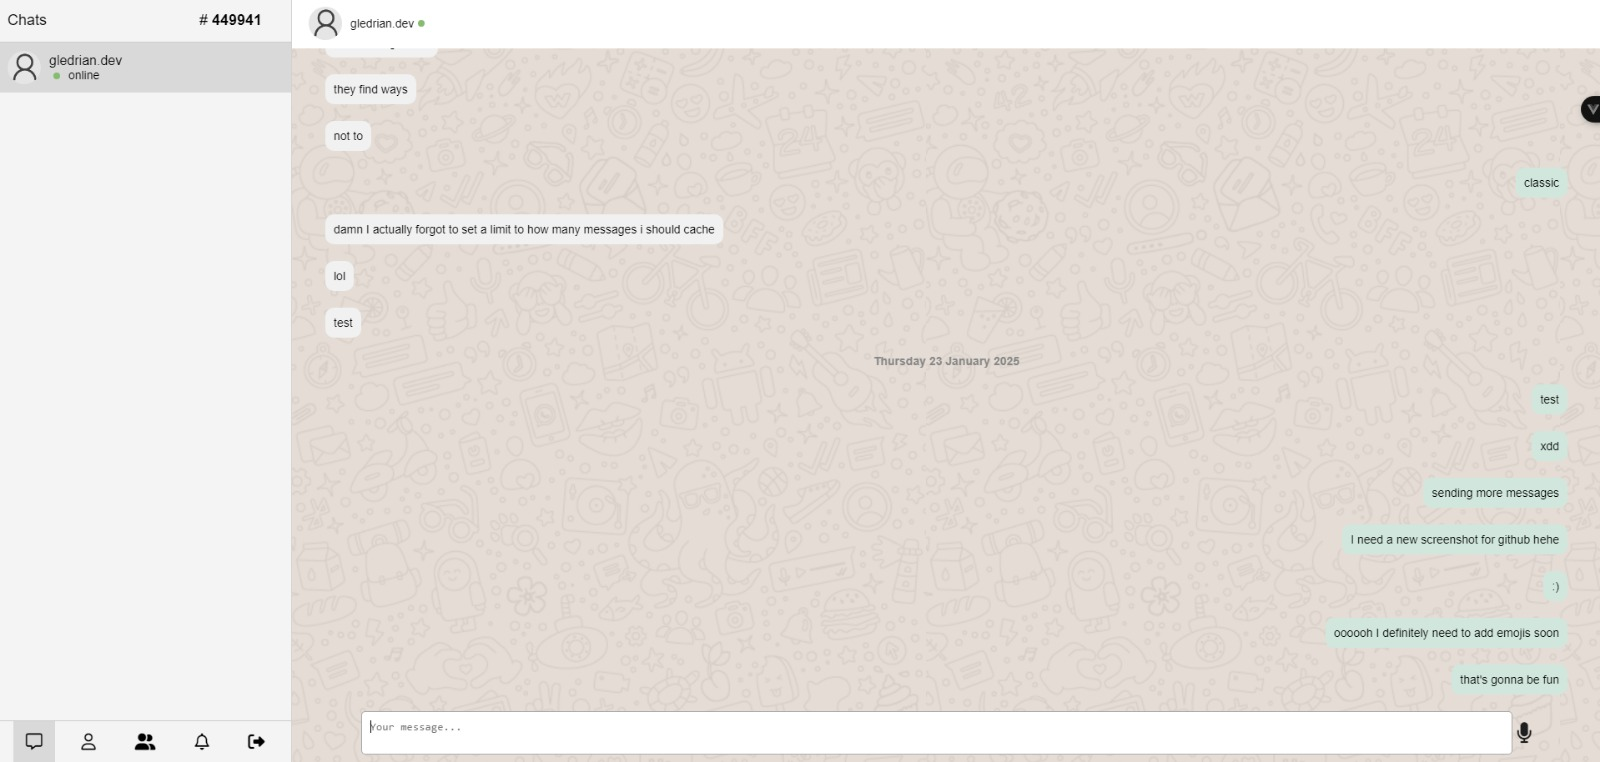 Chats
# 449941
gledrian.dev
online
gledrian.dev
they find ways
not to
classic
damn I actually forgot to set a limit to how many messages i should cache
lol
test
Thursday 23 January 2025
test
xdd
sending more messages
I need a new screenshot for github hehe
:)
oooooh I definitely need to add emojis soon
that's gonna be fun
Your message...